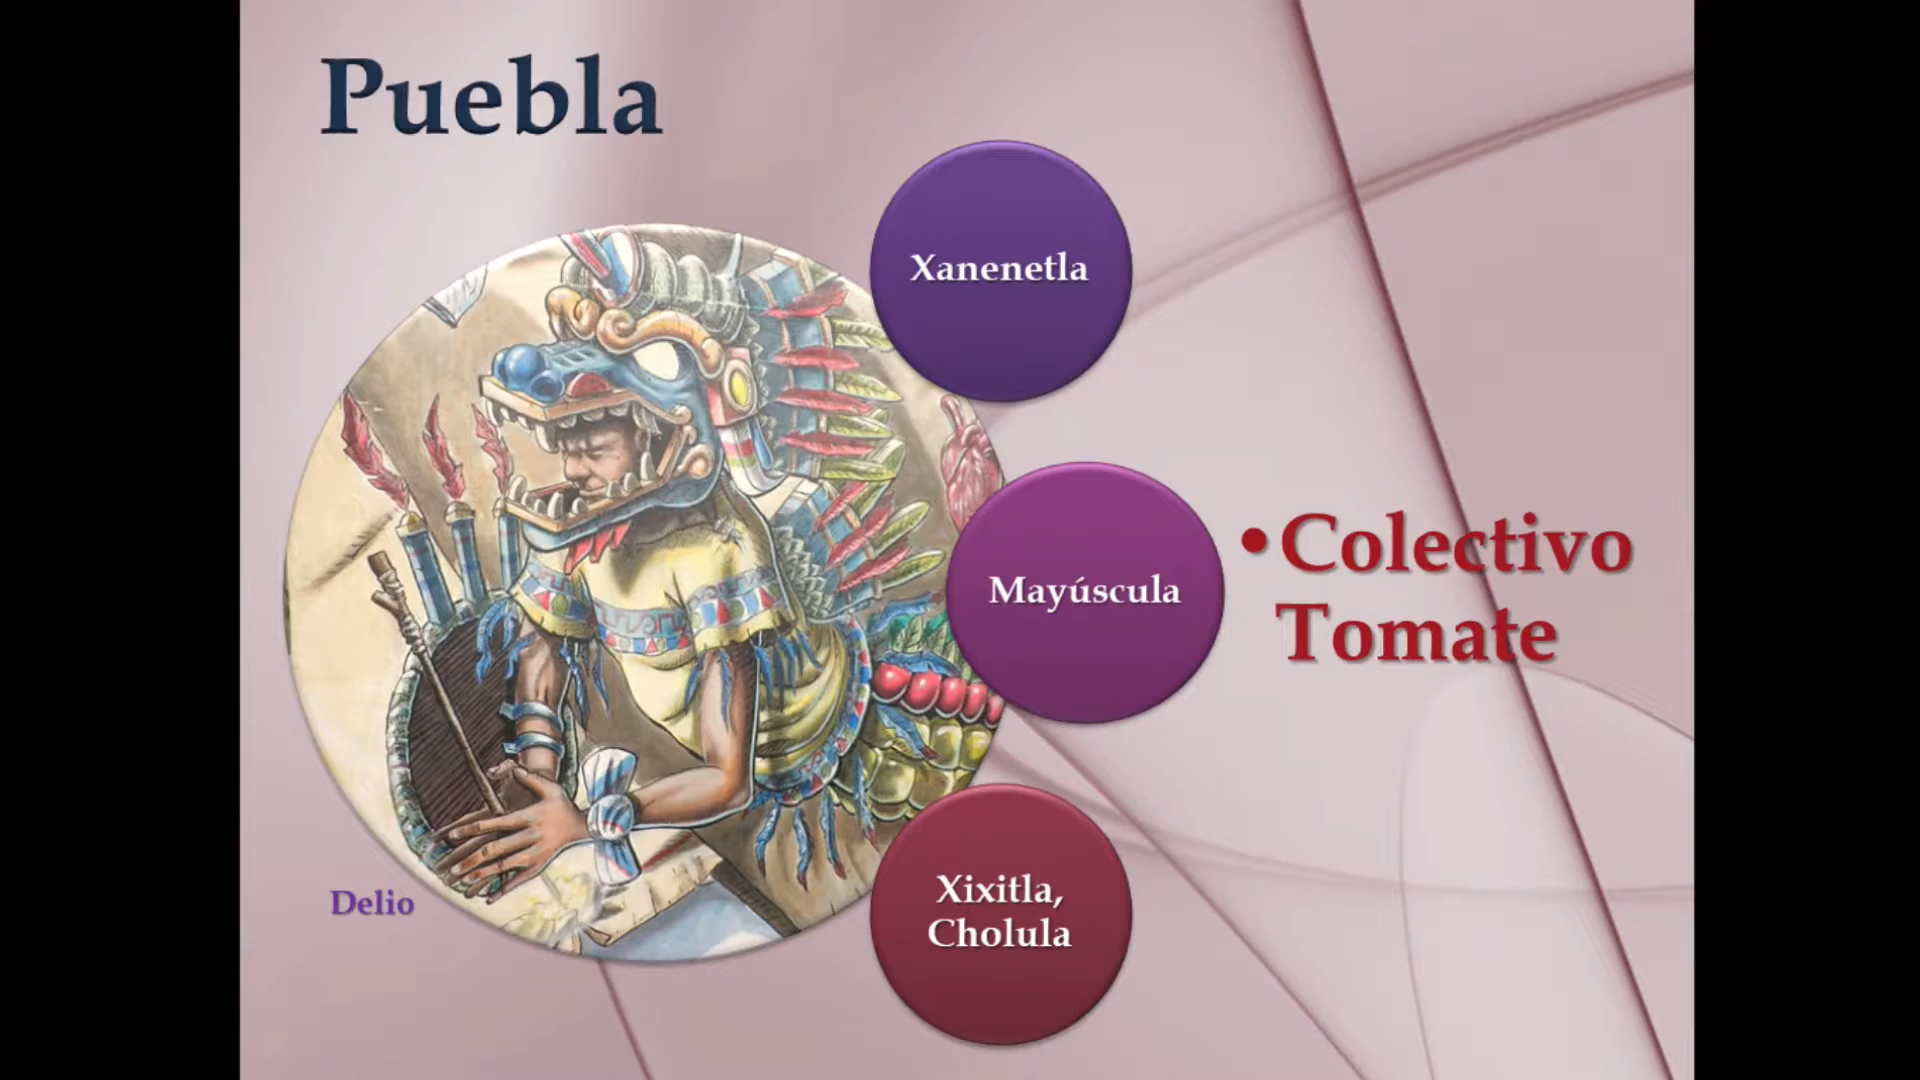 Puebla
Xanenetla
Mayúscula
•Colectivo
Tomate
Xixitla,
Cholula
Delio